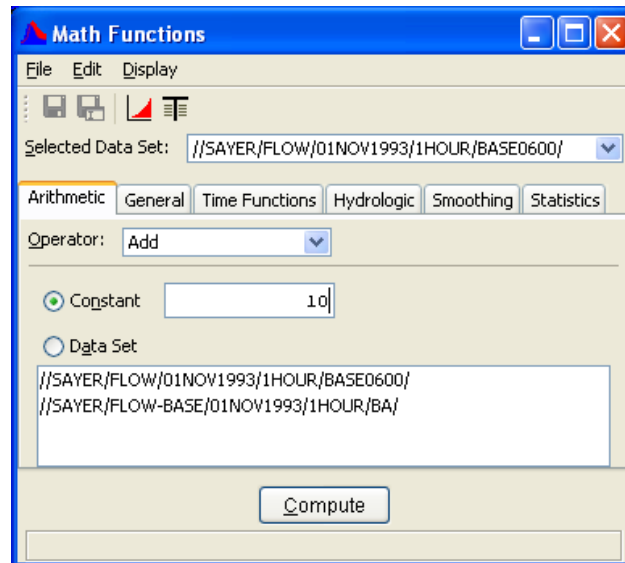 Math Functions
File Edit Display
Selected Data Set: //SAYER/FLOW/01NOV1993/1HOUR/BASE0600/
Arithmetic General Time Functions Hydrologic Smoothing Statistics
Operator: Add
Constant 10
Data Set
//SAYER/FLOW/01NOV1993/1HOUR/BASE0600/
//SAYER/FLOW-BASE/01NOV1993/1HOUR/BA/
Compute